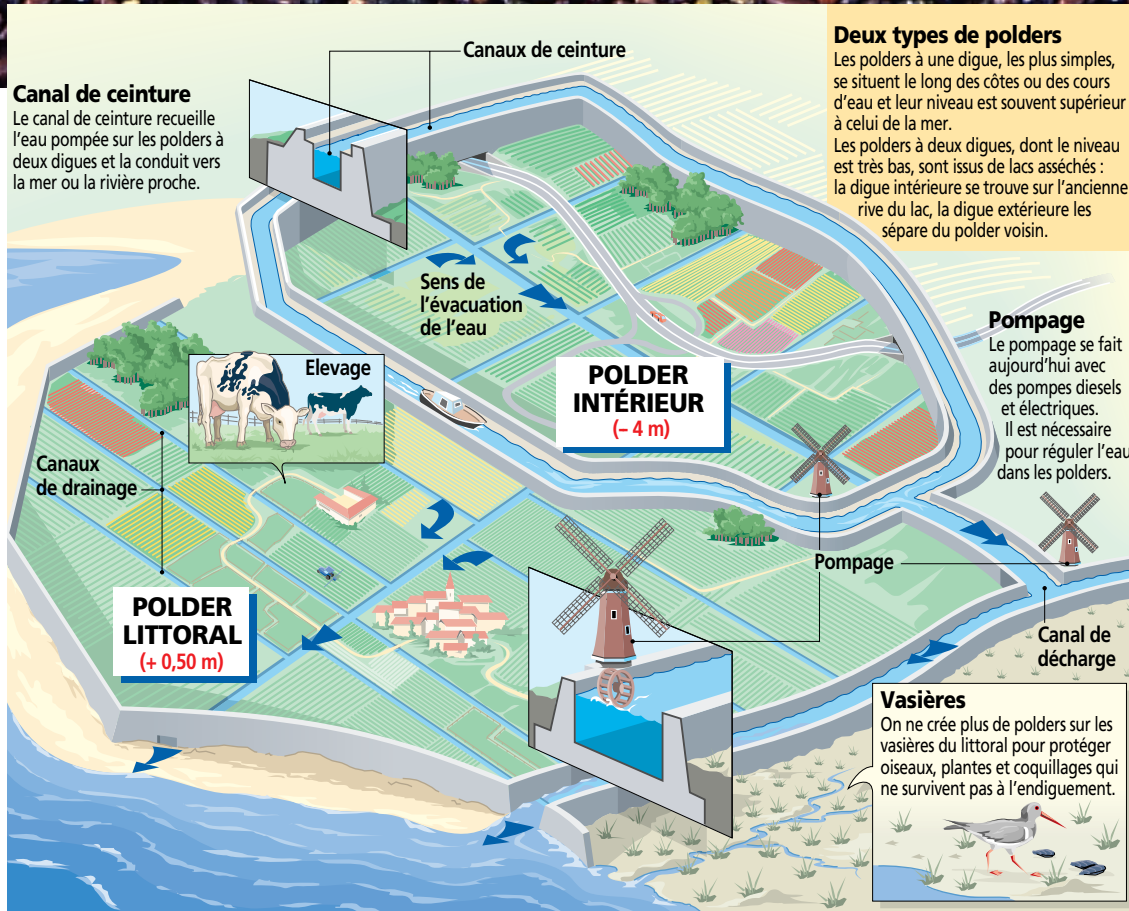 Canaux de ceinture
Canal de ceinture
Le canal de ceinture recueille
l'eau pompée sur les polders à
deux digues et la conduit vers
la mer ou la rivière proche.
Deux types de polders
Les polders à une digue, les plus simples,
se situent le long des côtes ou des cours
d'eau et leur niveau est souvent supérieur
à celui de la mer.
Les polders à deux digues, dont le niveau
est très bas, sont issus de lacs asséchés :
la digue intérieure se trouve sur l'ancienne
rive du lac, la digue extérieure les
sépare du polder voisin.
Sens de
l'évacuation
de l'eau
Pompage
Le pompage se fait
aujourd'hui avec
des pompes diesels
et électriques.
Il est nécessaire
pour réguler l'eau
dans les polders.
Elevage
POLDER
INTÉRIEUR
(– 4 m)
Canaux
de drainage
Pompage
POLDER
LITTORAL
(+ 0,50 m)
Canal de
décharge
Vasières
On ne crée plus de polders sur les
vasières du littoral pour protéger
oiseaux, plantes et coquillages qui
ne survivent pas à l'endiguement.